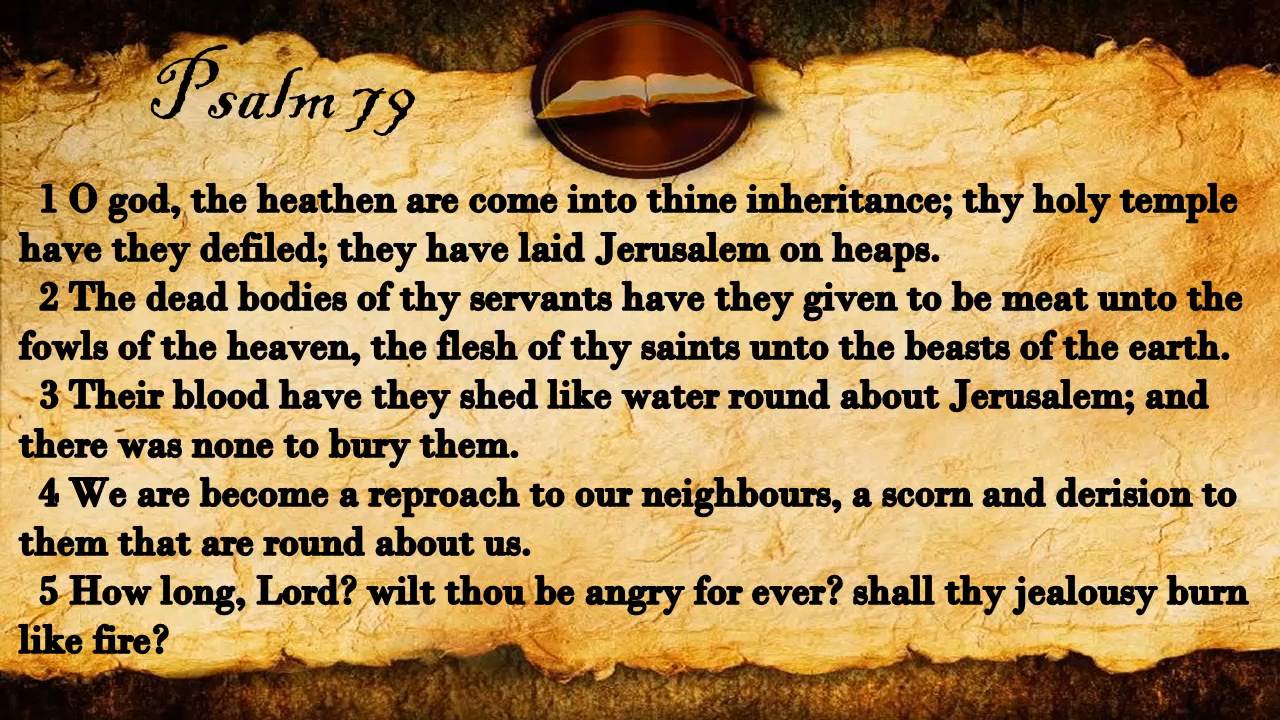 Psalm 79
1 O god, the heathen are come into thine inheritance; thy holy temple
have they defiled; they have laid Jerusalem on heaps.
2 The dead bodies of thy servants have they given to be meat unto the
fowls of the heaven, the flesh of thy saints unto the beasts of the earth.
3 Their blood have they shed like water round about Jerusalem; and
there was none to bury them.
4 We are become a reproach to our neighbours, a scorn and derision to
them that are round about us.
5 How long, Lord? wilt thou be angry for ever? shall thy jealousy burn
like fire?